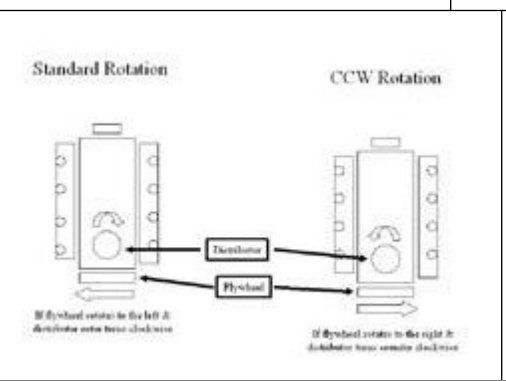 Standard Rotation
CCW Rotation
Distributor
Flywheel
If flywheel rotates to the left &
distributor rotor turns clockwise
If flywheel rotates to the right &
distributor turns counter clockwise